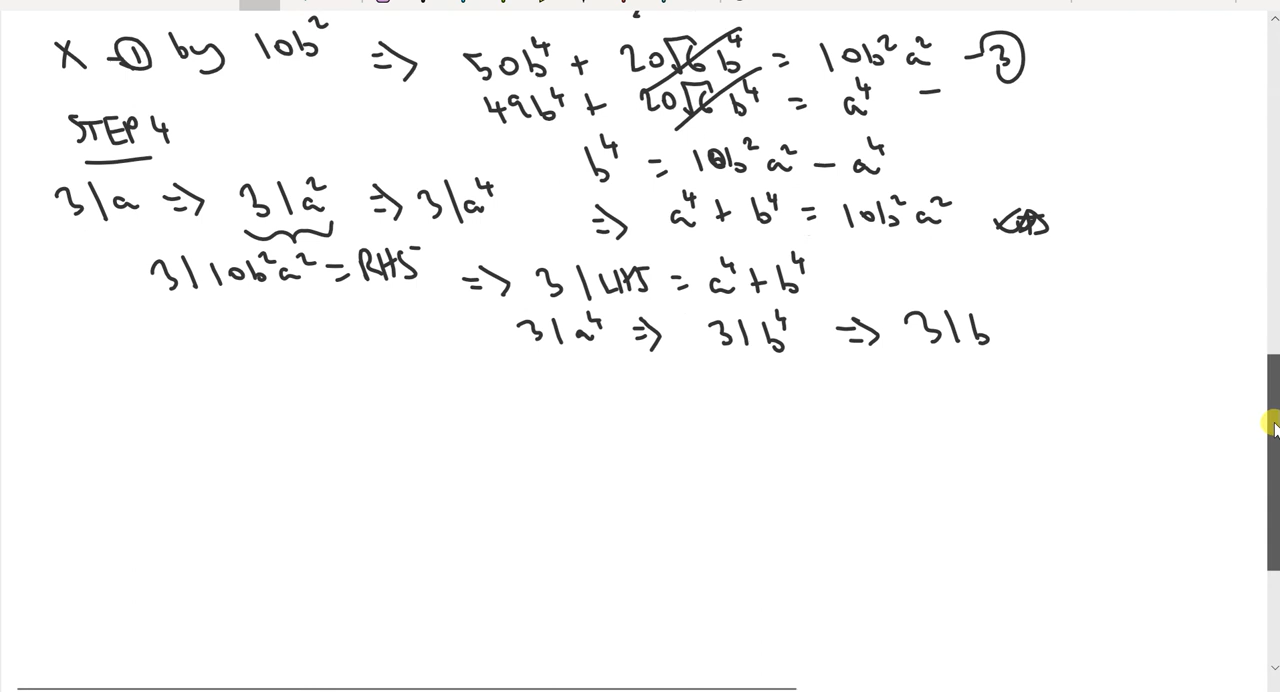 × —① by 10b² ⇒ 50b⁴ + 20√6 b⁴ = 10b²a² —③
49b⁴ + 20√6 b⁴ = a⁴ —
STEP 4
b⁴ = 10b²a² − a⁴
3|a ⇒ 3|a² ⇒ 3|a⁴
⇒ a⁴ + b⁴ = 10b²a²
3|10b²a² = RHS ⇒ 3|LHS = a⁴ + b⁴
3|a⁴ ⇒ 3|b⁴ ⇒ 3|b